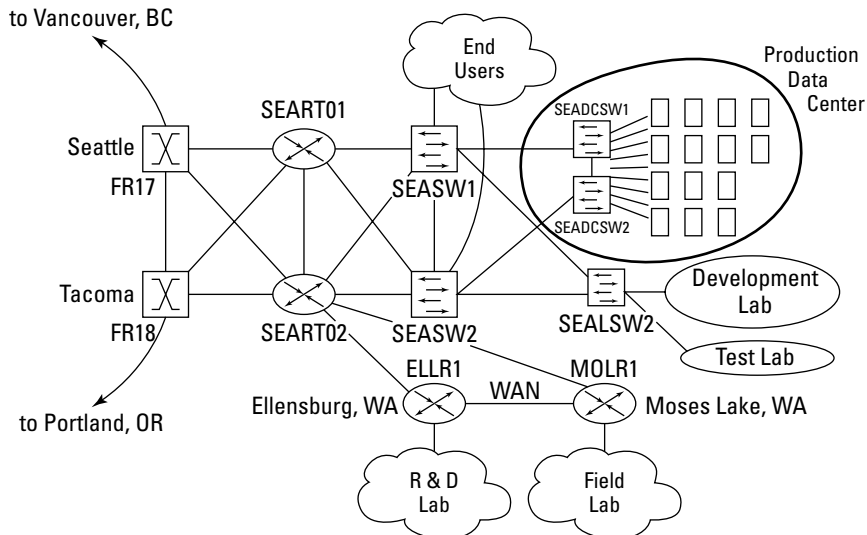 to Vancouver, BC
End
Users
Production
Data
Center
SEART01
SEADCSW1
Seattle
FR17
SEASW1
SEADCSW2
Tacoma
FR18
SEART02
SEASW2
SEALSW2
Development
Lab
Test Lab
ELLR1
MOLR1
WAN
Ellensburg, WA
Moses Lake, WA
to Portland, OR
R & D
Lab
Field
Lab